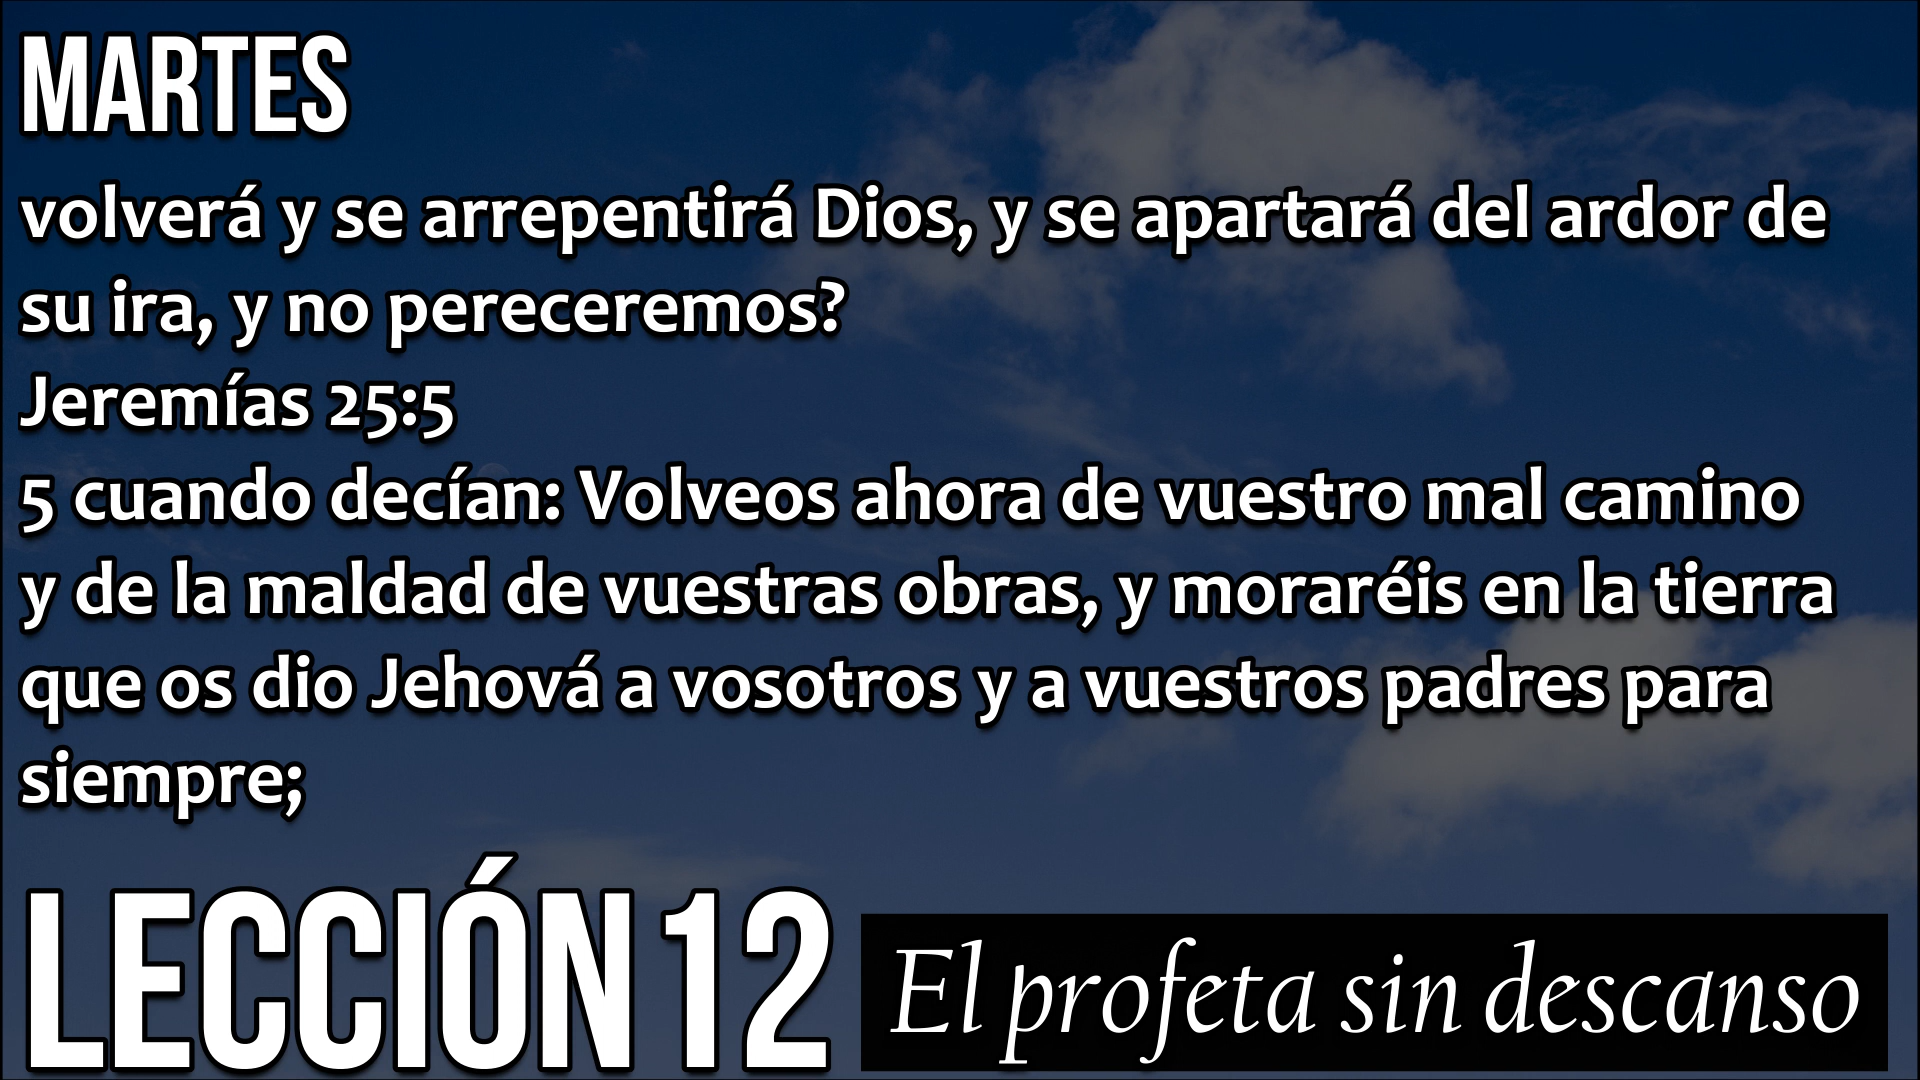 MARTES
volverá y se arrepentirá Dios, y se apartará del ardor de
su ira, y no pereceremos?
Jeremías 25:5
5 cuando decían: Volveos ahora de vuestro mal camino
y de la maldad de vuestras obras, y moraréis en la tierra
que os dio Jehová a vosotros y a vuestros padres para
siempre;
LECCIÓN 12
El profeta sin descanso